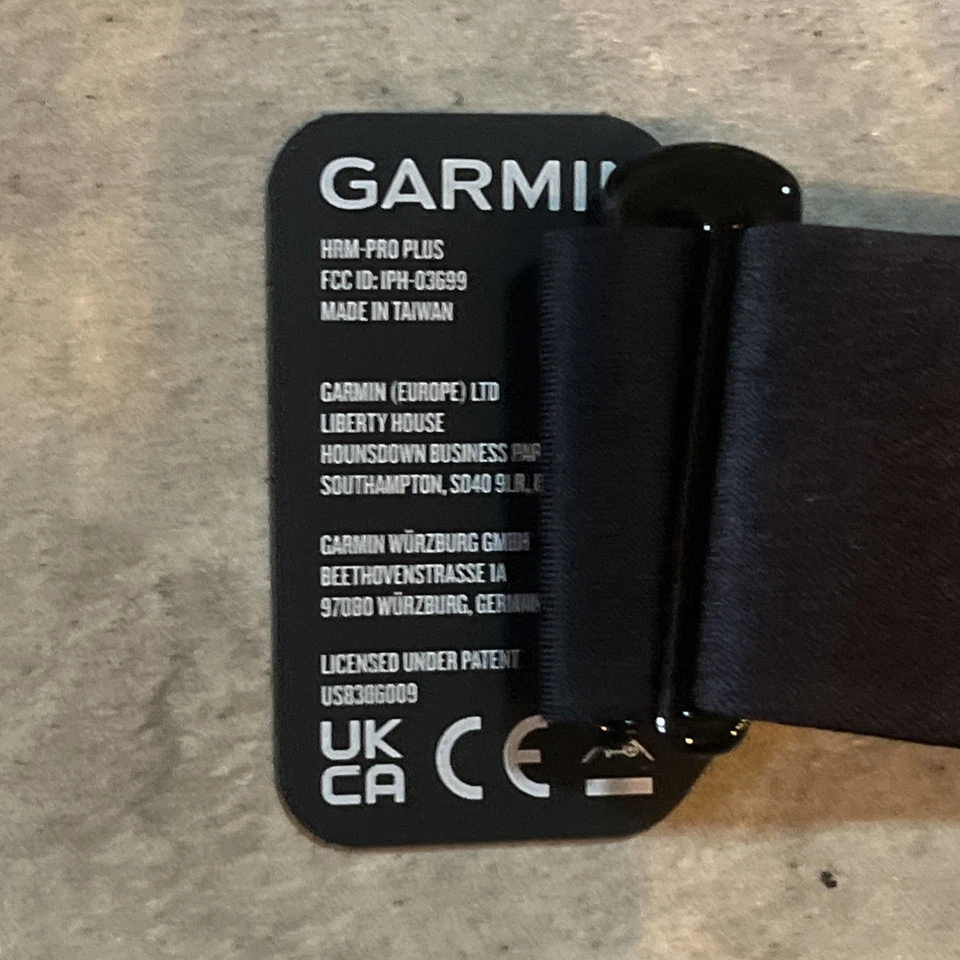 GARMIN
HRM-PRO PLUS
FCC ID: IPH-03699
MADE IN TAIWAN
GARMIN (EUROPE) LTD
LIBERTY HOUSE
HOUNSDOWN BUSINESS
SOUTHAMPTON, SO40 9LR,
GARMIN WÜRZBURG GMBH
BEETHOVENSTRASSE 1A
97080 WÜRZBURG,
LICENSED UNDER PATENT
US8386009
UK
CA CE